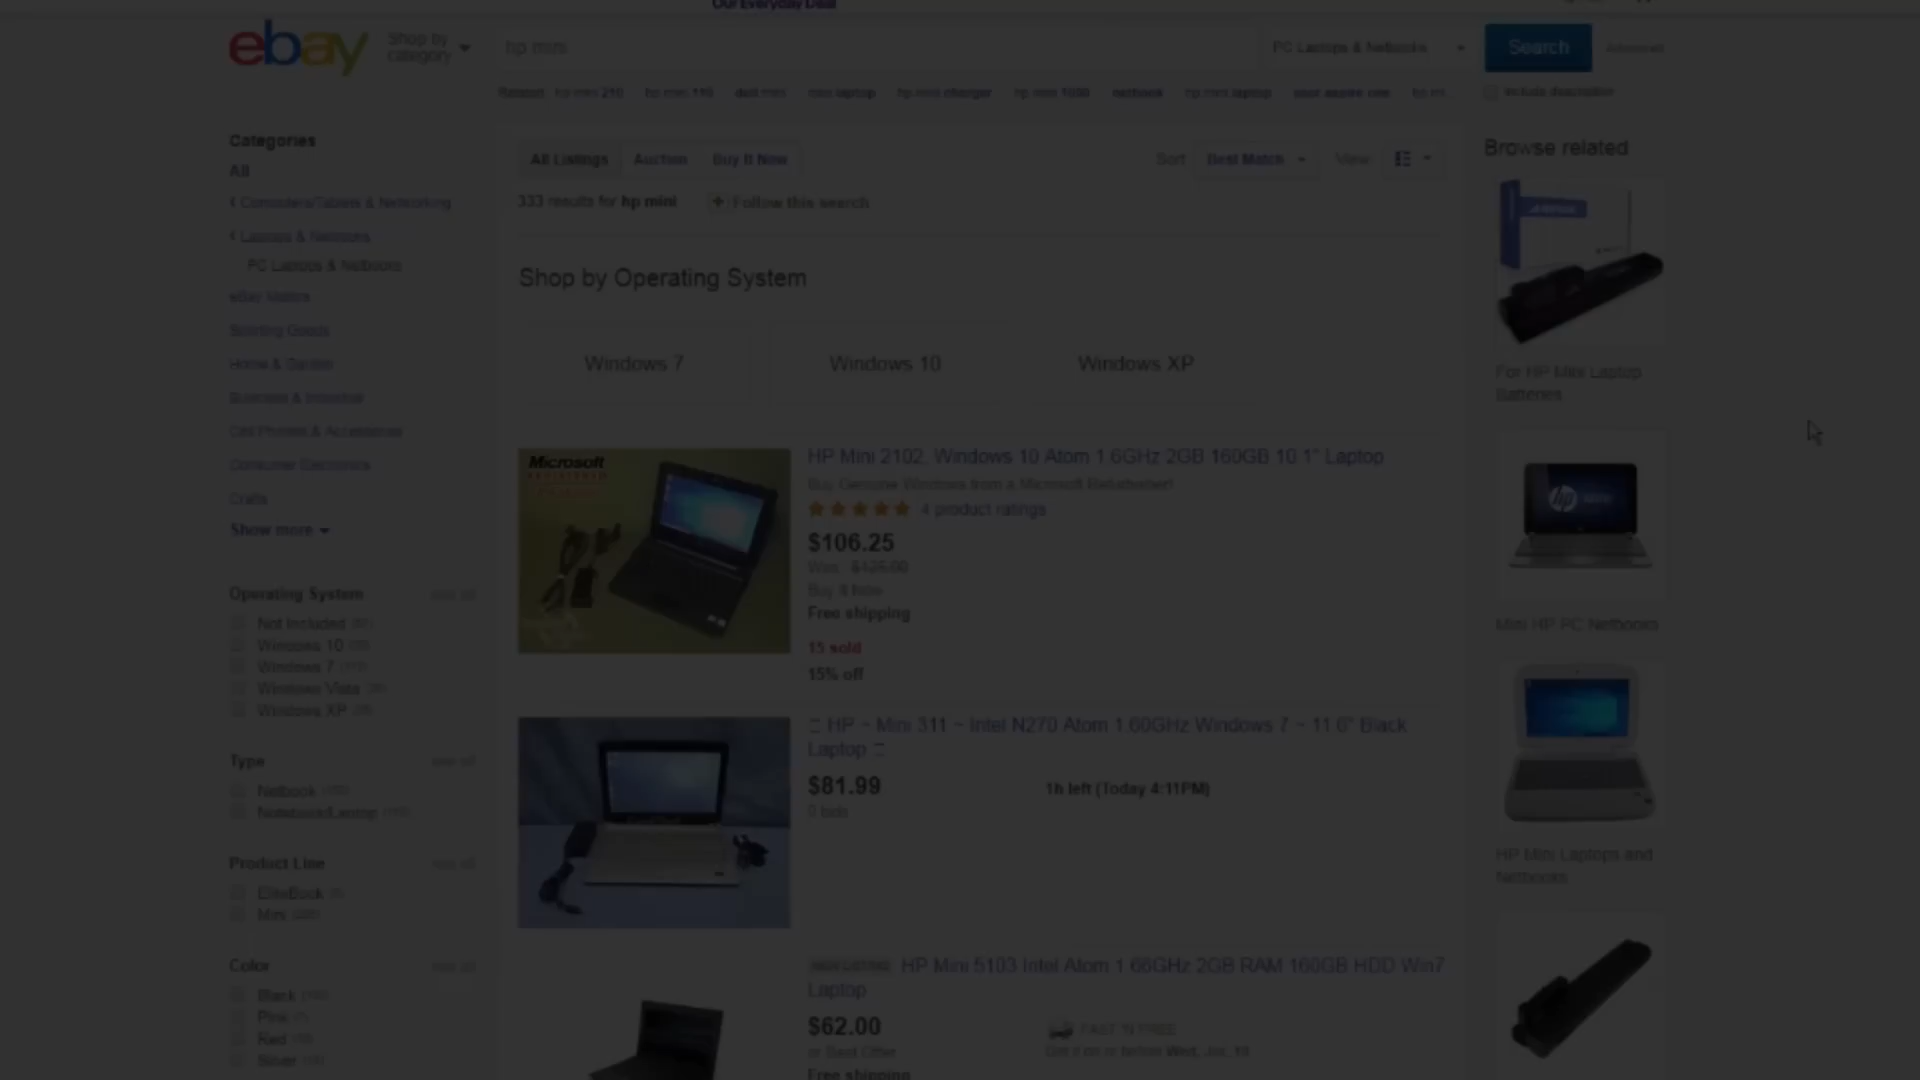 Our Everyday Deal
ebay
Shop by
category
hp mini
PC Laptops & Netbooks
Search
Advanced
Related: hp mini 210 hp mini 110 dell mini mini laptop hp mini charger hp mini 1000 netbook hp mini laptop acer aspire one hp mi...
Include description
Categories
All
Computers/Tablets & Networking
Laptops & Netbooks
PC Laptops & Netbooks
eBay Motors
Sporting Goods
Home & Garden
Business & Industrial
Cell Phones & Accessories
Consumer Electronics
Crafts
Show more
Operating System
Not Included
Windows 10
Windows 7
Windows Vista
Windows XP
Type
Netbook
Notebook/Laptop
Product Line
EliteBook
Mini
Color
Black
Pink
Red
Silver
All Listings Auction Buy It Now
Sort: Best Match View:
333 results for hp mini
Follow this search
Shop by Operating System
Windows 7
Windows 10
Windows XP
Microsoft
HP Mini 2102, Windows 10 Atom 1.6GHz 2GB 160GB 10.1" Laptop
Buy Genuine Windows from a Microsoft Refurbisher!
4 product ratings
$106.25
Was: $125.00
Buy It Now
Free shipping
15 sold
15% off
HP ~ Mini 311 ~ Intel N270 Atom 1.60GHz Windows 7 ~ 11.6" Black
Laptop
$81.99
0 bids
1h left (Today 4:11PM)
NEW LISTING HP Mini 5103 Intel Atom 1.66GHz 2GB RAM 160GB HDD Win7
Laptop
$62.00
or Best Offer
Free shipping
FAST 'N FREE
Get it on or before
Browse related
For HP Mini Laptop
Batteries
hp
Mini HP PC Netbooks
HP Mini Laptops and
Netbooks